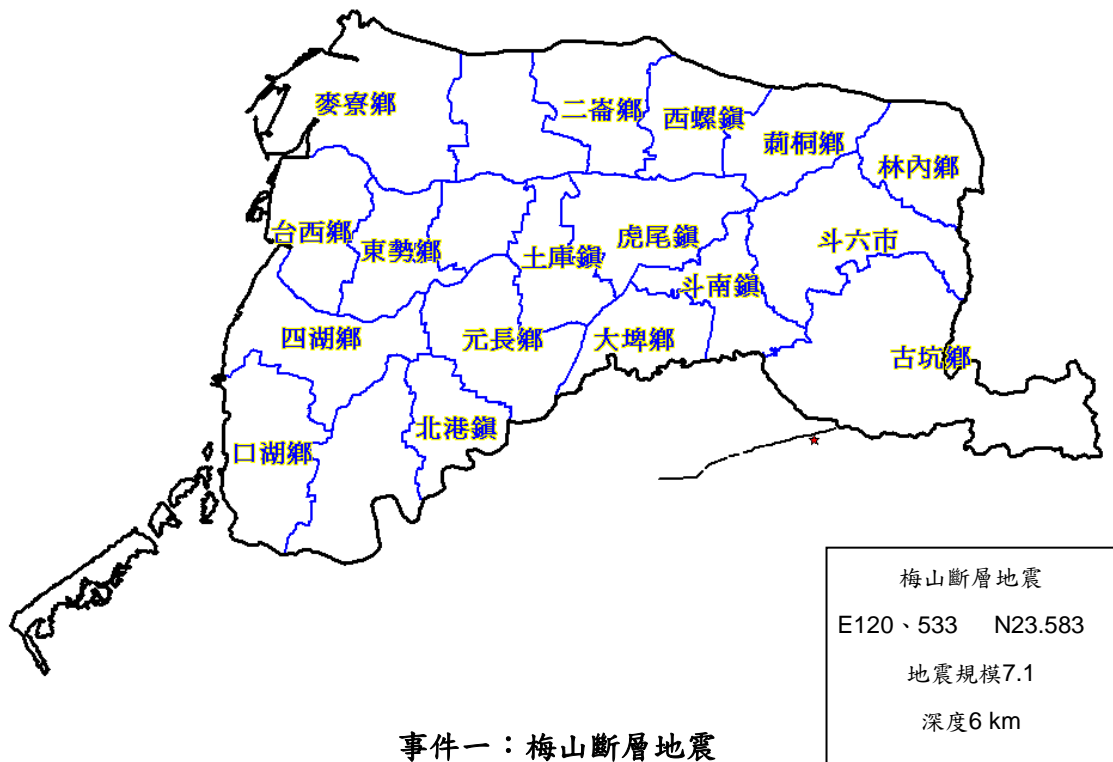 二崙鄉
麥寮鄉
西螺鎮
莿桐鄉
林內鄉
台西鄉
虎尾鎮
斗六市
東勢鄉
土庫鎮
斗南鎮
四湖鄉
元長鄉
大埤鄉
古坑鄉
北港鎮
口湖鄉
梅山斷層地震
E120、533 N23.583
地震規模7.1
深度6 km
事件一：梅山斷層地震